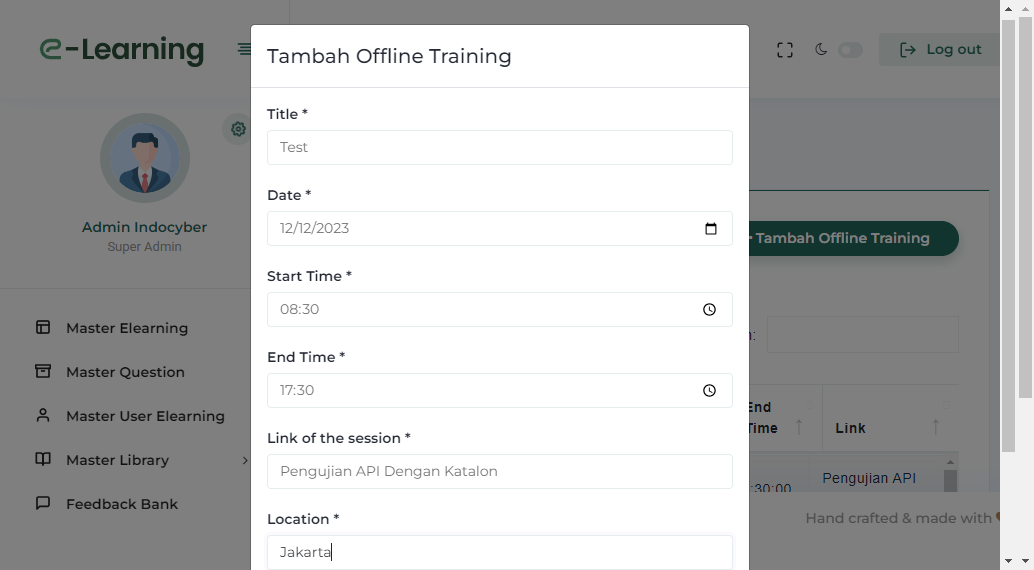 e-Learning
Log out
Admin Indocyber
Super Admin
Master Elearning
Master Question
Master User Elearning
Master Library
Feedback Bank
Tambah Offline Training
Title *
Test
Date *
12/12/2023
Start Time *
08:30
End Time *
17:30
Link of the session *
Pengujian API Dengan Katalon
Location *
Jakarta
Tambah Offline Training
End
Time
Link
:30:00
Pengujian API
Hand crafted & made with